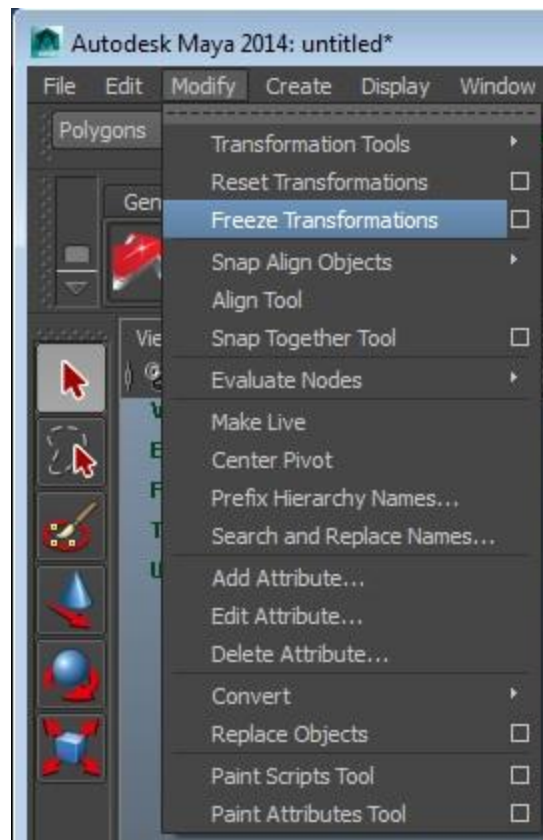 Autodesk Maya 2014: untitled*
File Edit Modify Create Display Window
Polygons
Transformation Tools
Reset Transformations
Gen
Freeze Transformations
Snap Align Objects
Align Tool
Vie
Snap Together Tool
Evaluate Nodes
V
Make Live
E
Center Pivot
F
Prefix Hierarchy Names...
T
Search and Replace Names...
U
Add Attribute...
Edit Attribute...
Delete Attribute...
Convert
Replace Objects
Paint Scripts Tool
Paint Attributes Tool